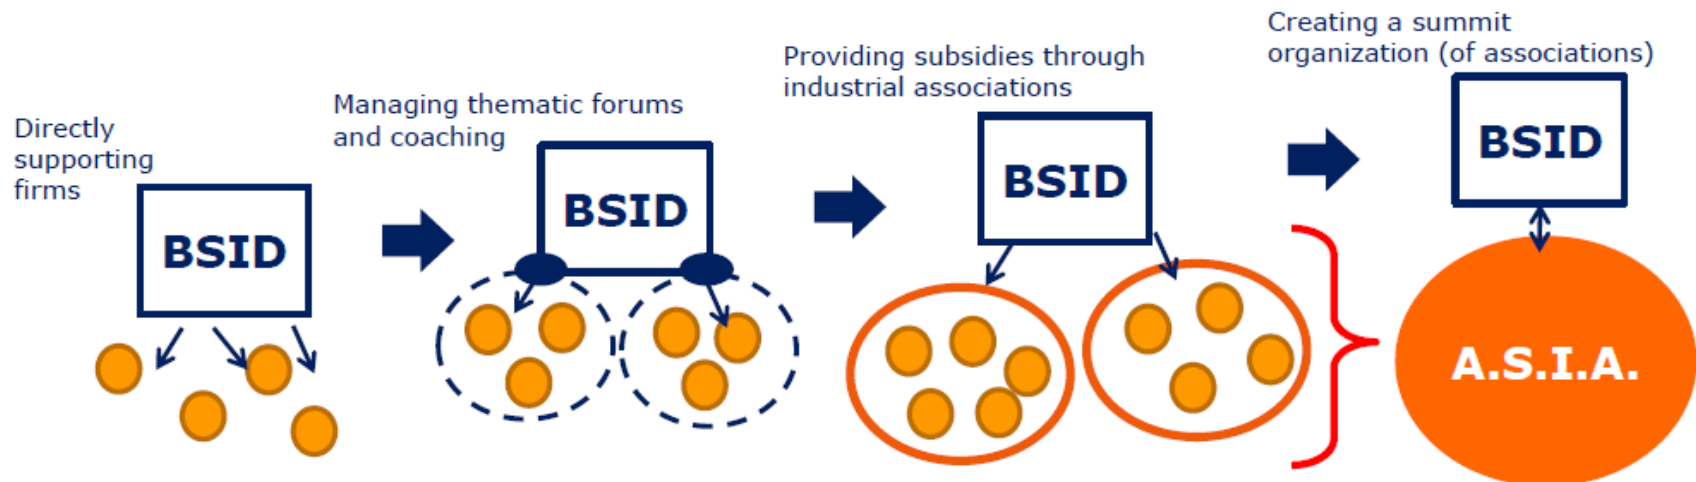 Directly
supporting
firms
BSID
Managing thematic forums
and coaching
BSID
Providing subsidies through
industrial associations
BSID
Creating a summit
organization (of associations)
BSID
A.S.I.A.